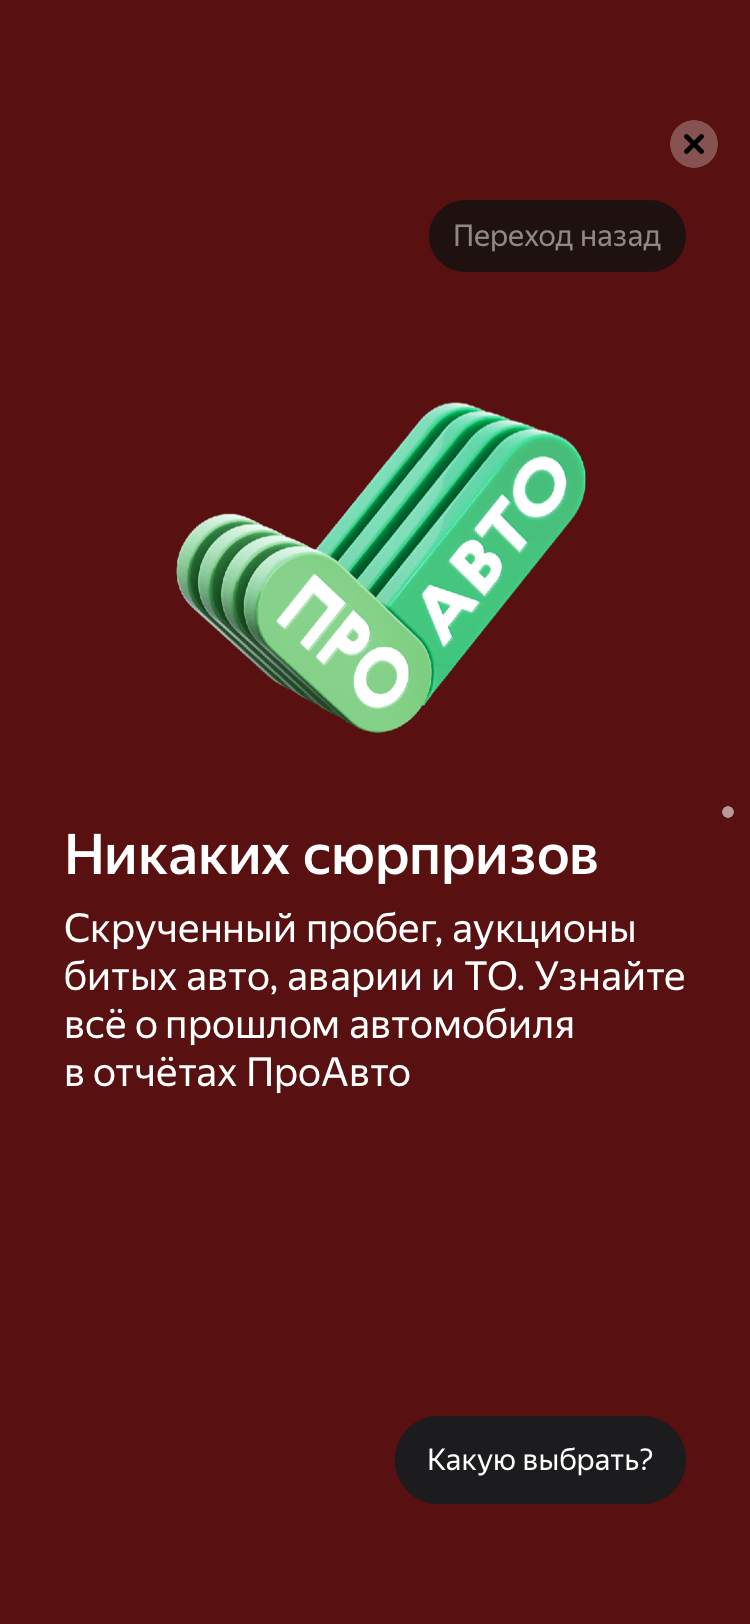 Переход назад
ПРО
АВТО
Никаких сюрпризов
Скрученный пробег, аукционы
битых авто, аварии и ТО. Узнайте
всё о прошлом автомобиля
в отчётах ПроАвто
Какую выбрать?